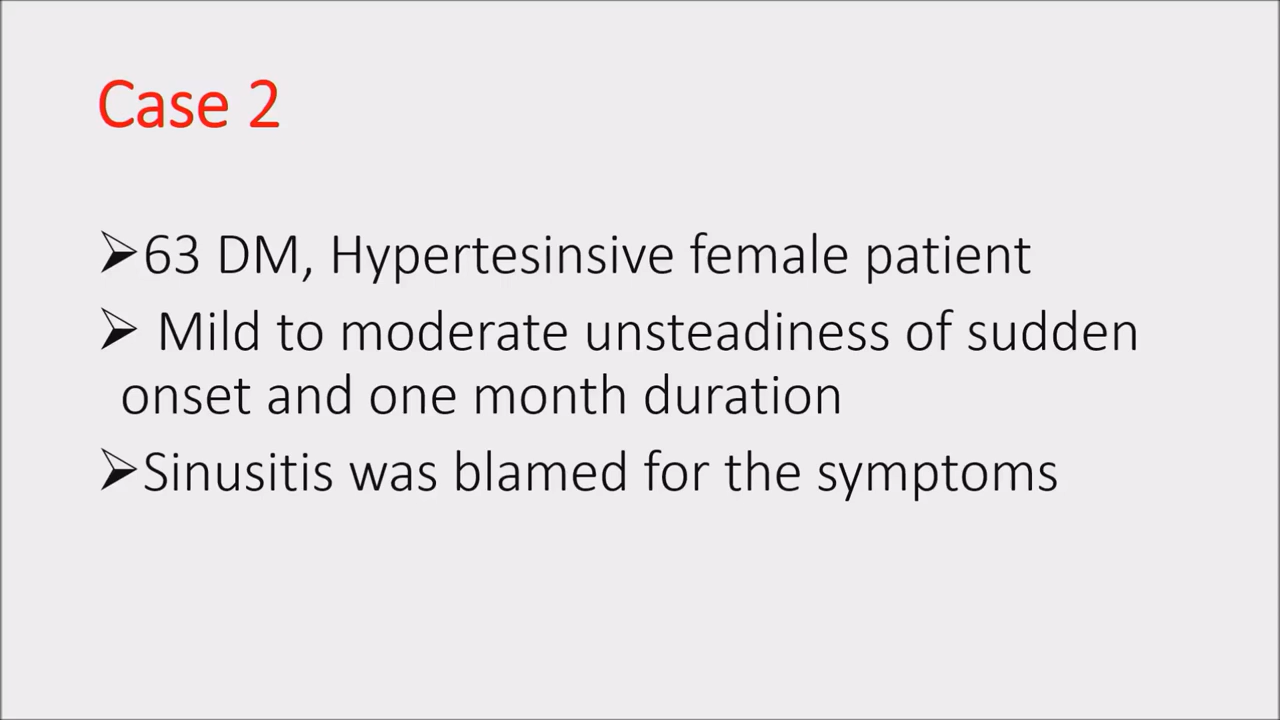 Case 2
➢63 DM, Hypertesinsive female patient
➢ Mild to moderate unsteadiness of sudden
onset and one month duration
➢Sinusitis was blamed for the symptoms